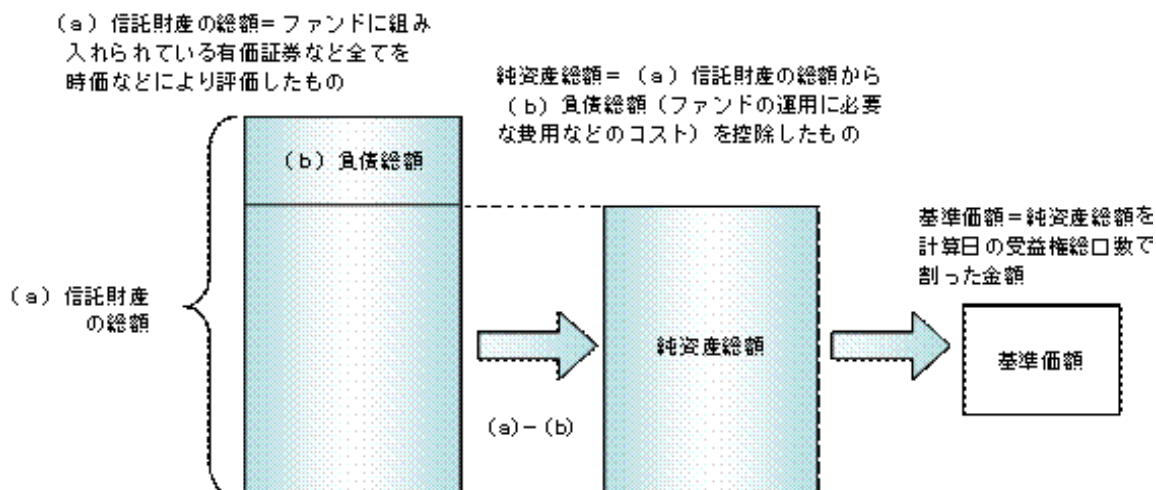 (a)信託財産の総額=ファンドに組み
入れられている有価証券など全てを
時価などにより評価したもの
純資産総額=(a)信託財産の総額から
(b)負債総額(ファンドの運用に必要
な費用などのコスト)を控除したもの
(b)負債総額
基準価額=純資産総額を
計算日の受益権総口数で
割った金額
(a)信託財産
の総額
純資産総額
基準価額
(a)-(b)